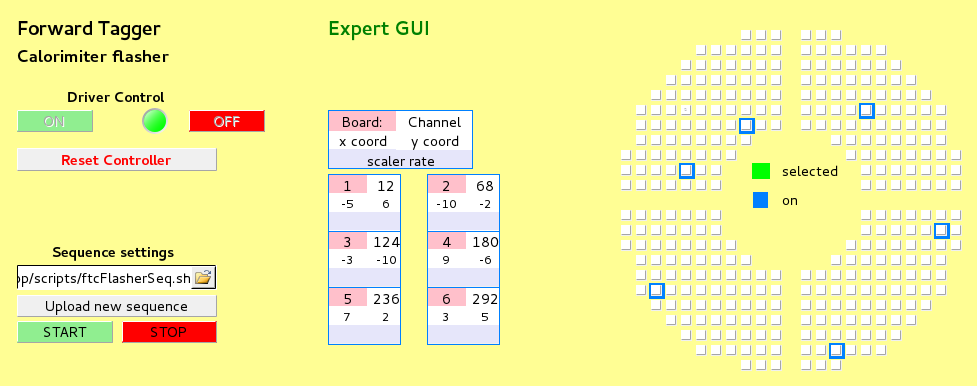 Forward Tagger
Calorimiter flasher
Driver Control
ON OFF
Reset Controller
Sequence settings
op/scripts/ftcFlasherSeq.sh
Upload new sequence
START STOP
Expert GUI
Board: Channel
x coord y coord
scaler rate
1 12 2 68
-5 6 -10 -2
3 124 4 180
-3 -10 9 -6
5 236 6 292
7 2 3 5
selected
on